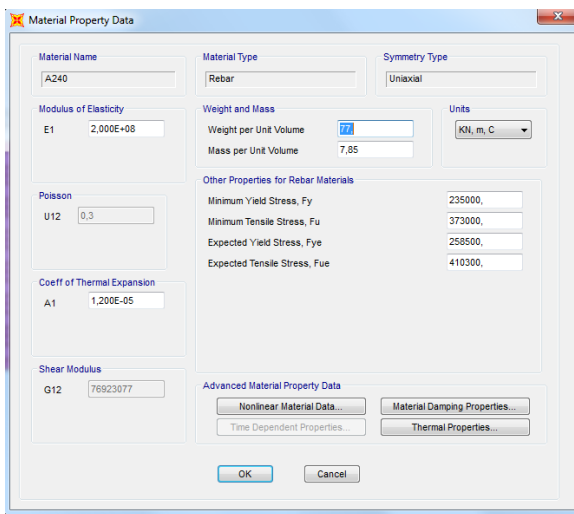 Material Property Data
Material Name
Material Type
Symmetry Type
A240
Rebar
Uniaxial
Modulus of Elasticity
Weight and Mass
Units
E1 2,000E+08
Weight per Unit Volume 77,
KN, m, C
Mass per Unit Volume 7,85
Poisson
U12 0,3
Other Properties for Rebar Materials
Minimum Yield Stress, Fy 235000,
Minimum Tensile Stress, Fu 373000,
Expected Yield Stress, Fye 258500,
Expected Tensile Stress, Fue 410300,
Coeff of Thermal Expansion
A1 1,200E-05
Shear Modulus
G12 76923077
Advanced Material Property Data
Nonlinear Material Data...
Material Damping Properties...
Time Dependent Properties...
Thermal Properties...
OK
Cancel